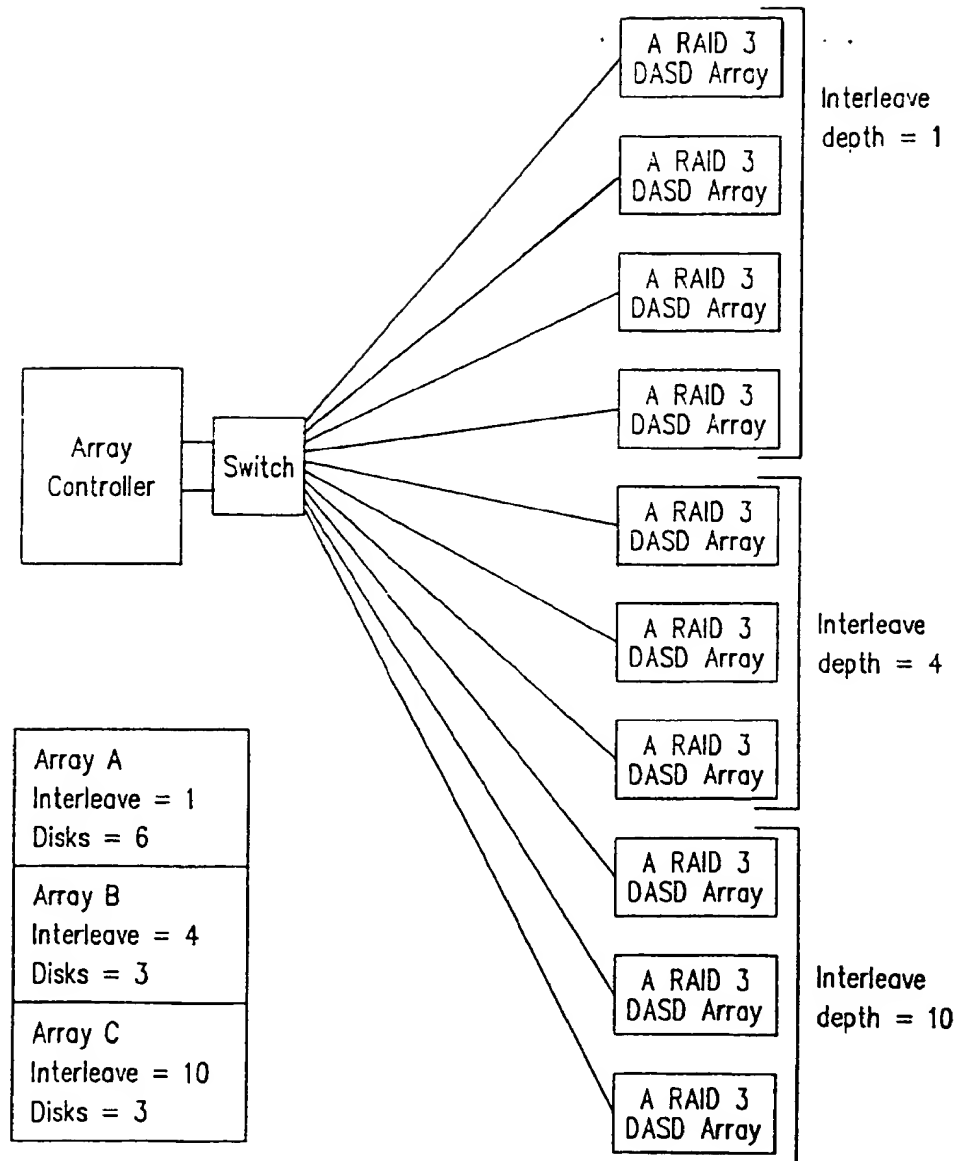 A RAID 3
DASD Array
A RAID 3
DASD Array
A RAID 3
DASD Array
A RAID 3
DASD Array
Interleave
depth = 1
Array
Controller
Switch
A RAID 3
DASD Array
A RAID 3
DASD Array
A RAID 3
DASD Array
Interleave
depth = 4
A RAID 3
DASD Array
A RAID 3
DASD Array
A RAID 3
DASD Array
Interleave
depth = 10
Array A
Interleave = 1
Disks = 6
Array B
Interleave = 4
Disks = 3
Array C
Interleave = 10
Disks = 3